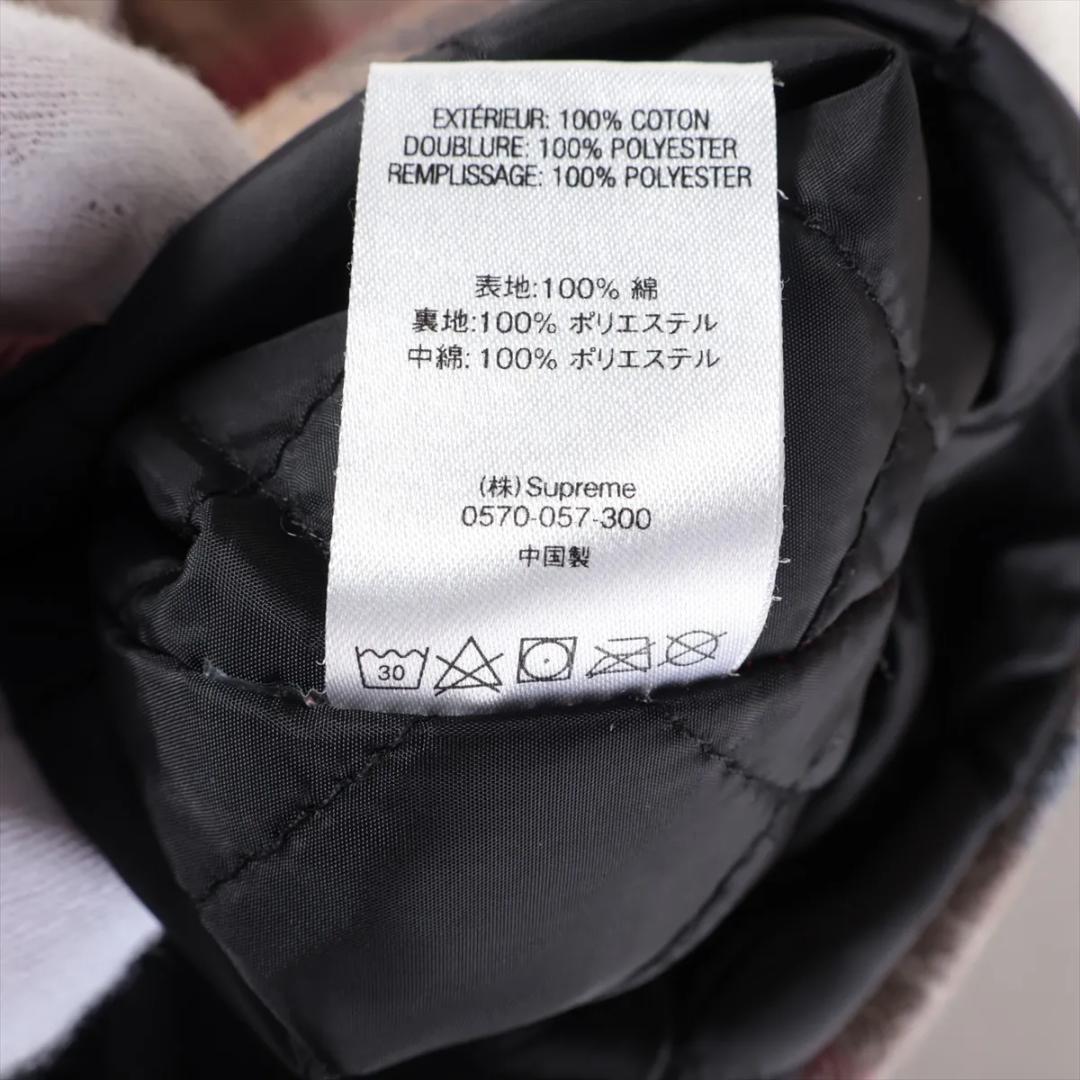 EXTÉRIEUR: 100% COTON
DOUBLURE: 100% POLYESTER
REMPLISSAGE: 100% POLYESTER
表地:100% 綿
裏地:100% ポリエステル
中綿: 100% ポリエステル
(株)Supreme
0570-057-300
中国製
30